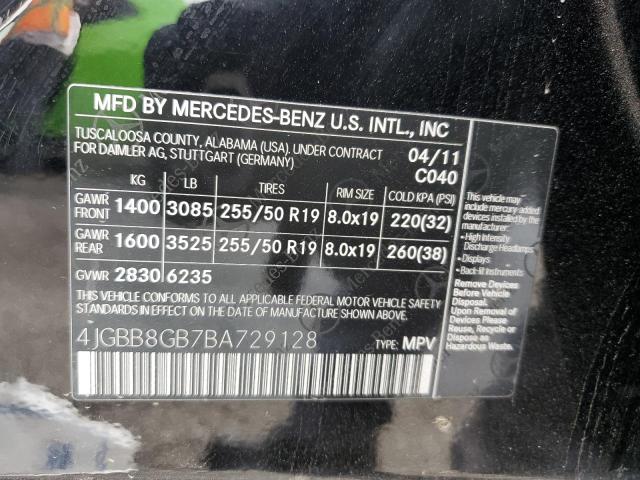 MFD BY MERCEDES-BENZ U.S. INTL., INC
TUSCALOOSA COUNTY, ALABAMA (USA). UNDER CONTRACT
FOR DAIMLER AG, STUTTGART (GERMANY)
04/11
C040
KG LB TIRES RIM SIZE COLD KPA (PSI)
GAWR FRONT 1400 3085 255/50 R19 8.0x19 220(32)
GAWR REAR 1600 3525 255/50 R19 8.0x19 260(38)
GVWR 2830 6235
THIS VEHICLE CONFORMS TO ALL APPLICABLE FEDERAL MOTOR VEHICLE SAFETY
STANDARDS IN EFFECT ON THE DATE OF MANUFACTURE SHOWN ABOVE.
4JGBB8GB7BA729128
TYPE: MPV
This vehicle may
include mercury-added
devices installed by the
manufacturer:
- High Intensity
Discharge Headlamps
- Displays
- Back-lit Instruments
Remove Devices
Before Vehicle
Disposal.
Upon Removal of
Devices Please
Reuse, Recycle or
Dispose as
Hazardous Waste.